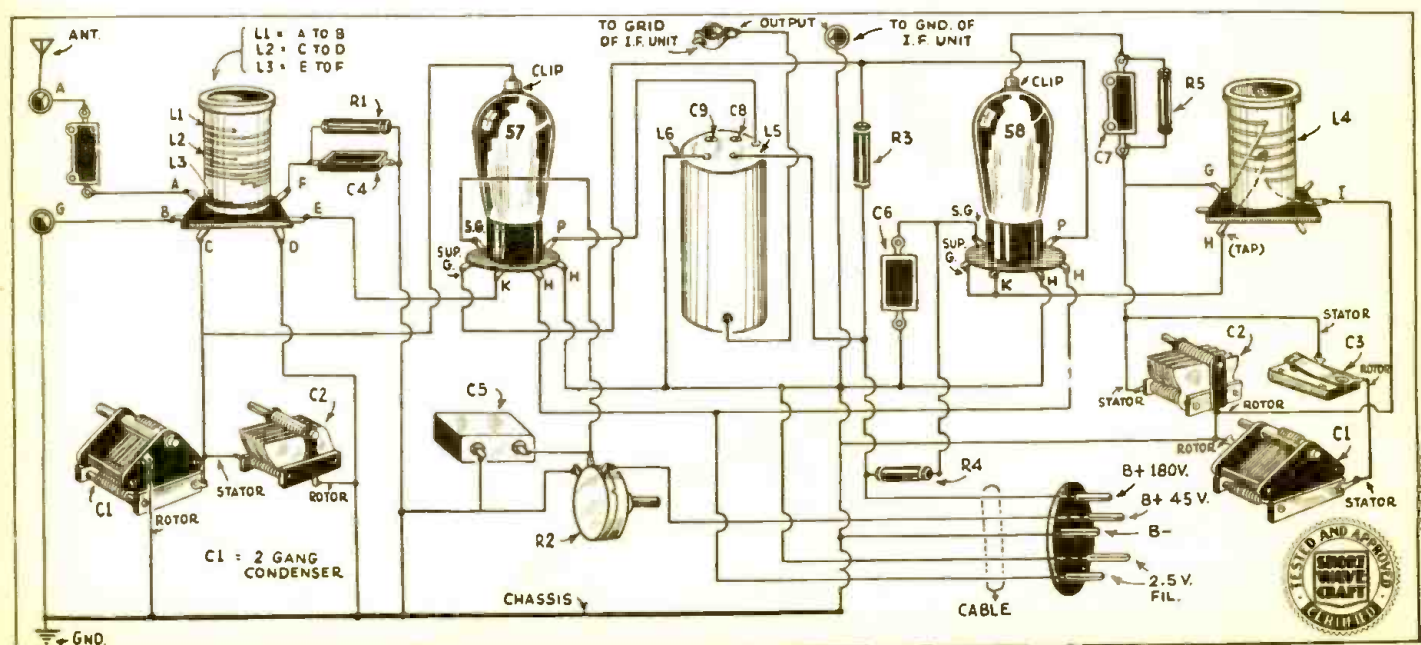 ANT.
A
G
L1 = A TO B
L2 = C TO D
L3 = E TO F
L1
L2
L3
A
B
C
D
E
F
R1
C4
CLIP
57
S.G.
SUP.
G.
P
K
H
H
TO GRID
OF I.F. UNIT
OUTPUT
TO GND. OF
I.F. UNIT
C9
C8
L6
L5
R3
C6
CLIP
58
S.G.
SUP.
G.
P
K
H
H
C7
R5
L4
G
H
(TAP)
I
C1
C2
STATOR
ROTOR
ROTOR
C1 = 2 GANG
CONDENSER
C5
R2
R4
STATOR
C2
C3
ROTOR
STATOR
ROTOR
ROTOR
C1
STATOR
B+ 180V.
B+ 45V.
B-
2.5V.
FIL.
CABLE
CHASSIS
GND.
TESTED AND APPROVED
SHORT
WAVE
CRAFT
CERTIFIED